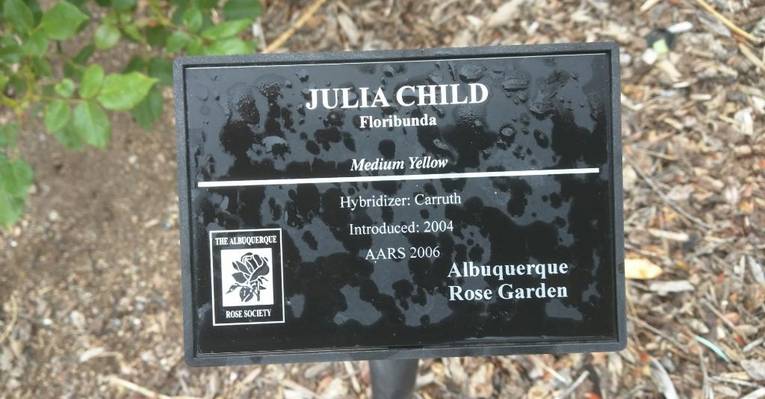 JULIA CHILD
Floribunda
Medium Yellow
Hybridizer: Carruth
Introduced: 2004
AARS 2006
THE ALBUQUERQUE
ROSE SOCIETY
Albuquerque
Rose Garden